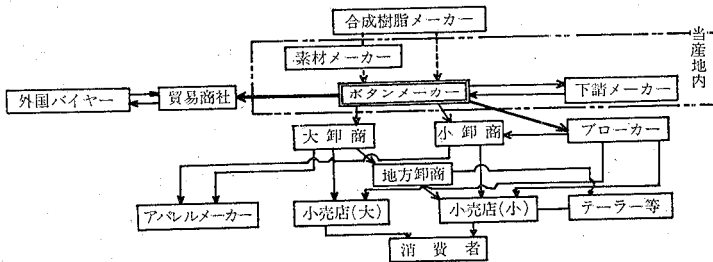 合成樹脂メーカー
素材メーカー
当産地内
外国バイヤー
貿易商社
ボタンメーカー
下請メーカー
大卸商
小卸商
ブローカー
地方卸商
アパレルメーカー
小売店(大)
小売店(小)
テーラー等
消費者